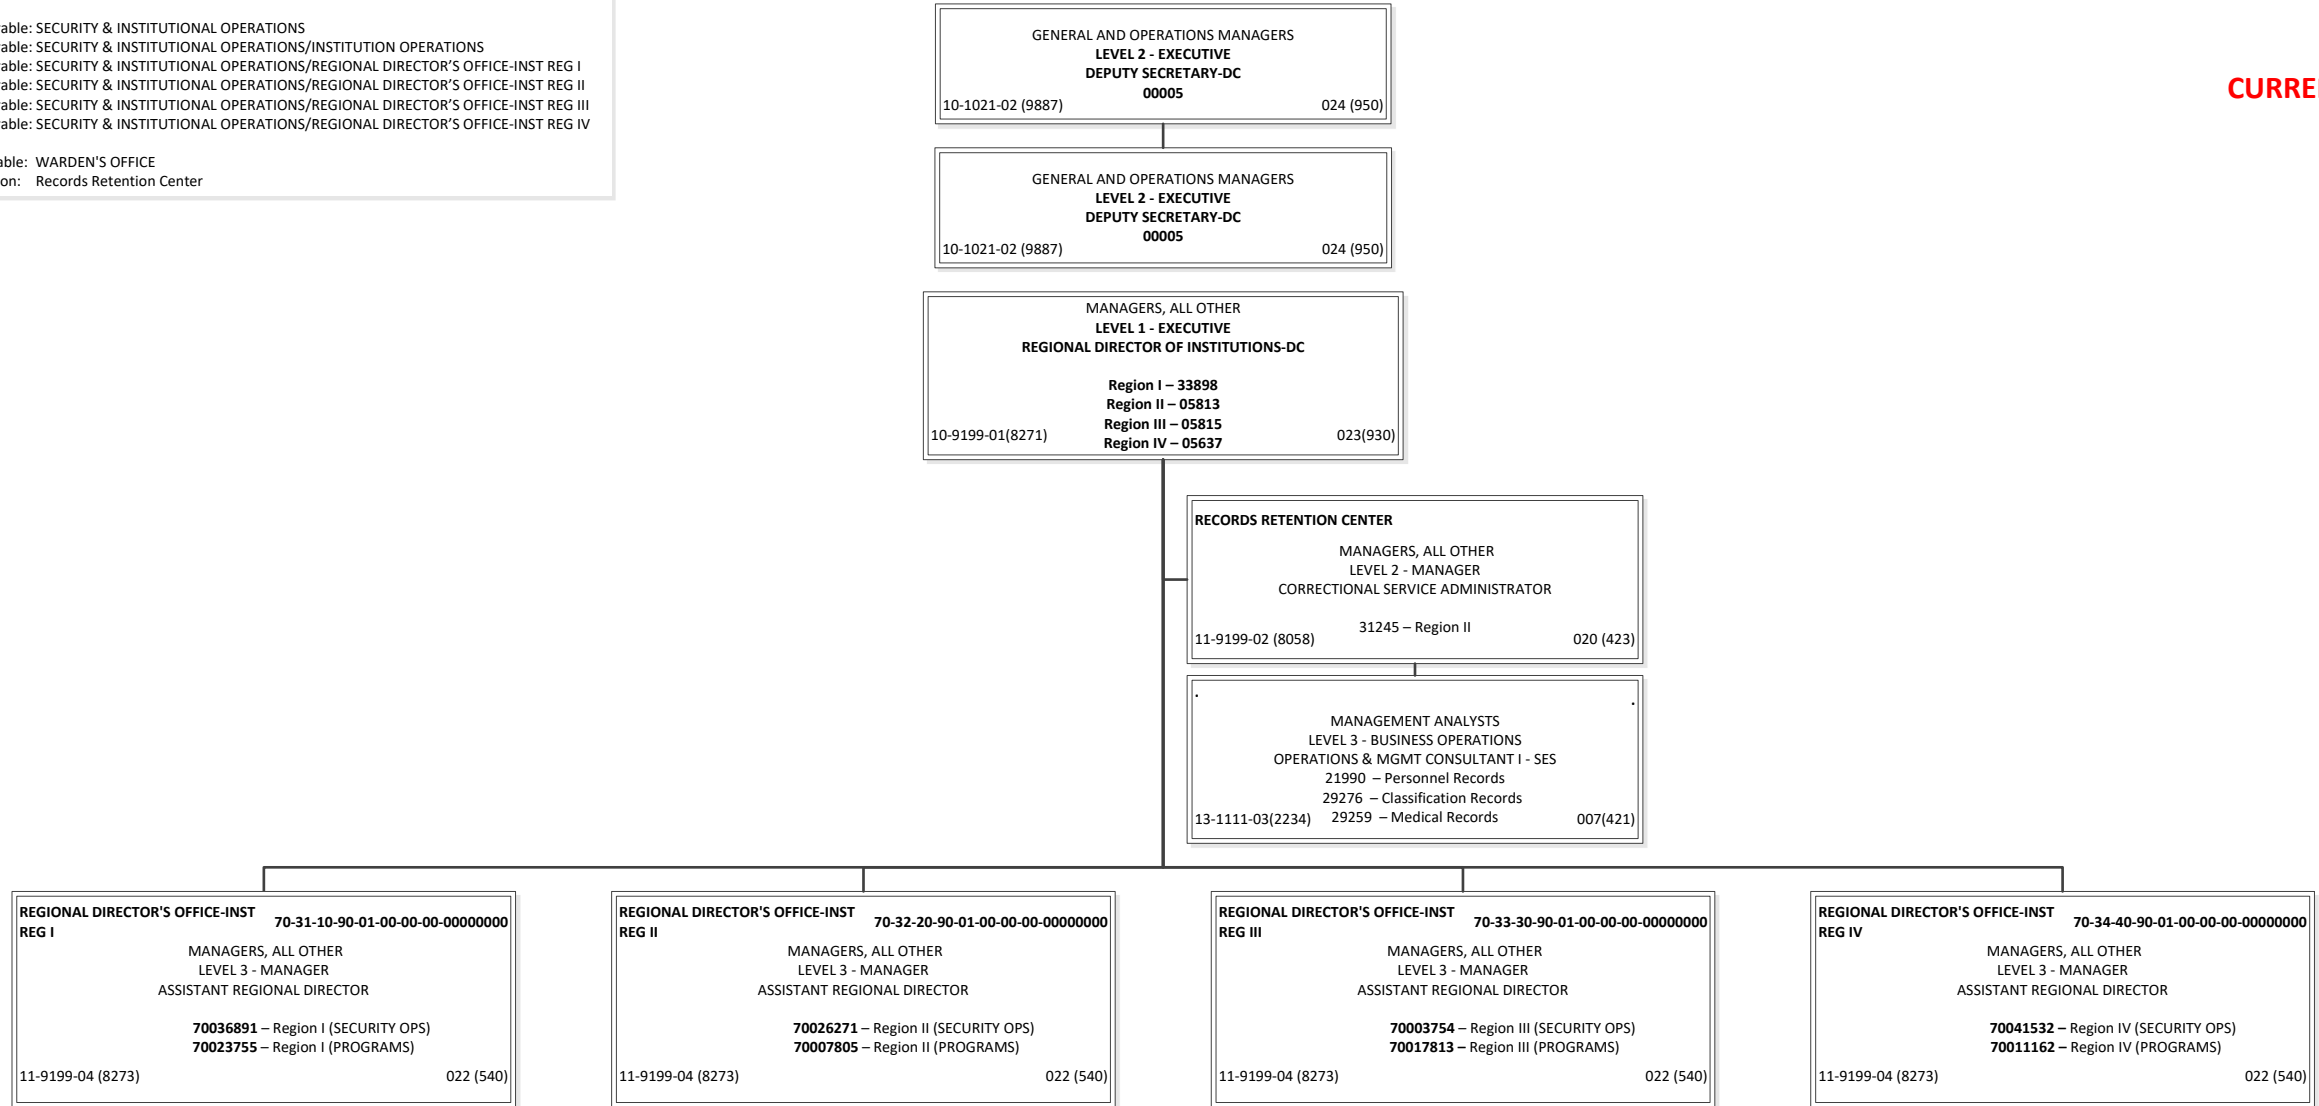 able: SECURITY & INSTITUTIONAL OPERATIONS
able: SECURITY & INSTITUTIONAL OPERATIONS/INSTITUTION OPERATIONS
able: SECURITY & INSTITUTIONAL OPERATIONS/REGIONAL DIRECTOR’S OFFICE-INST REG I
able: SECURITY & INSTITUTIONAL OPERATIONS/REGIONAL DIRECTOR’S OFFICE-INST REG II
able: SECURITY & INSTITUTIONAL OPERATIONS/REGIONAL DIRECTOR’S OFFICE-INST REG III
able: SECURITY & INSTITUTIONAL OPERATIONS/REGIONAL DIRECTOR’S OFFICE-INST REG IV
able: WARDEN'S OFFICE
on: Records Retention Center
CURRE
GENERAL AND OPERATIONS MANAGERS
LEVEL 2 - EXECUTIVE
DEPUTY SECRETARY-DC
00005
10-1021-02 (9887) 024 (950)
GENERAL AND OPERATIONS MANAGERS
LEVEL 2 - EXECUTIVE
DEPUTY SECRETARY-DC
00005
10-1021-02 (9887) 024 (950)
MANAGERS, ALL OTHER
LEVEL 1 - EXECUTIVE
REGIONAL DIRECTOR OF INSTITUTIONS-DC
Region I – 33898
Region II – 05813
Region III – 05815
10-9199-01(8271) 023(930)
Region IV – 05637
RECORDS RETENTION CENTER
MANAGERS, ALL OTHER
LEVEL 2 - MANAGER
CORRECTIONAL SERVICE ADMINISTRATOR
31245 – Region II
11-9199-02 (8058) 020 (423)
.
.
MANAGEMENT ANALYSTS
LEVEL 3 - BUSINESS OPERATIONS
OPERATIONS & MGMT CONSULTANT I - SES
21990 – Personnel Records
29276 – Classification Records
13-1111-03(2234) 29259 – Medical Records 007(421)
REGIONAL DIRECTOR'S OFFICE-INST
REG I
70-31-10-90-01-00-00-00-00000000
MANAGERS, ALL OTHER
LEVEL 3 - MANAGER
ASSISTANT REGIONAL DIRECTOR
70036891 – Region I (SECURITY OPS)
70023755 – Region I (PROGRAMS)
11-9199-04 (8273) 022 (540)
REGIONAL DIRECTOR'S OFFICE-INST
REG II
70-32-20-90-01-00-00-00-00000000
MANAGERS, ALL OTHER
LEVEL 3 - MANAGER
ASSISTANT REGIONAL DIRECTOR
70026271 – Region II (SECURITY OPS)
70007805 – Region II (PROGRAMS)
11-9199-04 (8273) 022 (540)
REGIONAL DIRECTOR'S OFFICE-INST
REG III
70-33-30-90-01-00-00-00-00000000
MANAGERS, ALL OTHER
LEVEL 3 - MANAGER
ASSISTANT REGIONAL DIRECTOR
70003754 – Region III (SECURITY OPS)
70017813 – Region III (PROGRAMS)
11-9199-04 (8273) 022 (540)
REGIONAL DIRECTOR'S OFFICE-INST
REG IV
70-34-40-90-01-00-00-00-00000000
MANAGERS, ALL OTHER
LEVEL 3 - MANAGER
ASSISTANT REGIONAL DIRECTOR
70041532 – Region IV (SECURITY OPS)
70011162 – Region IV (PROGRAMS)
11-9199-04 (8273) 022 (540)